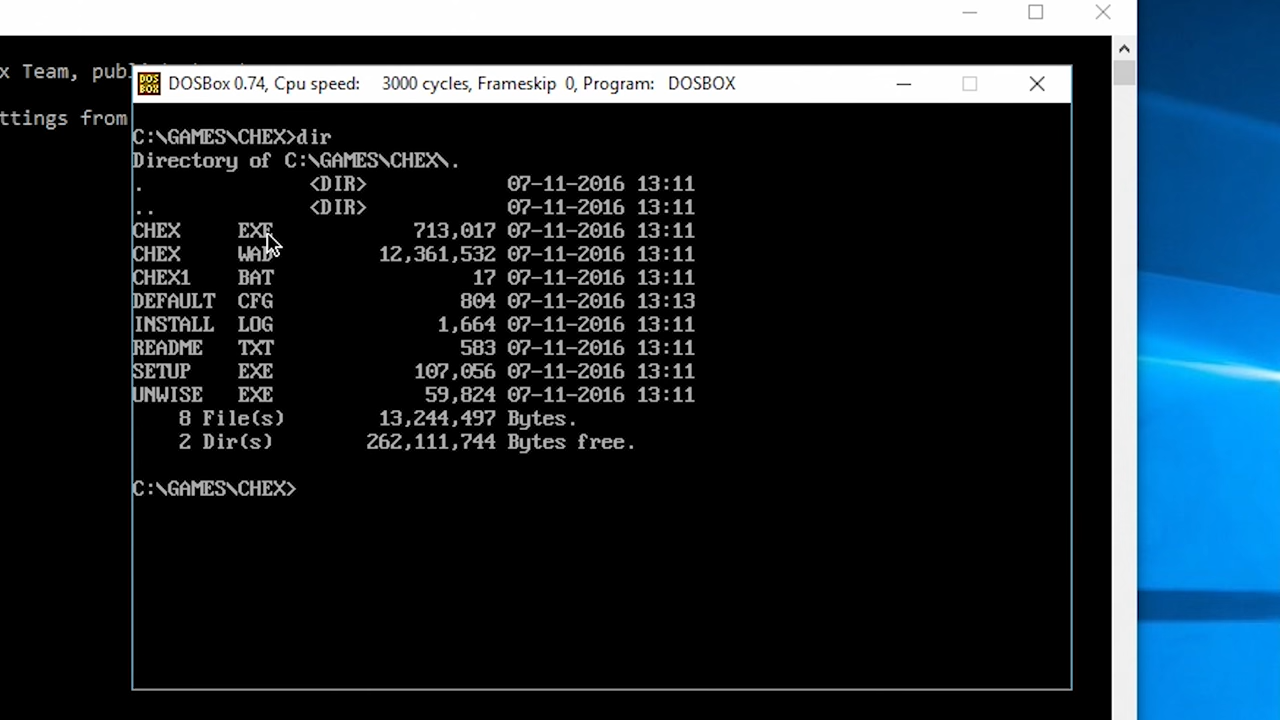 x Team, publ
ttings from
DOS BOX
DOSBox 0.74, Cpu speed: 3000 cycles, Frameskip 0, Program: DOSBOX
C:\GAMES\CHEX>dir
Directory of C:\GAMES\CHEX\.
. <DIR> 07-11-2016 13:11
.. <DIR> 07-11-2016 13:11
CHEX EXE 713,017 07-11-2016 13:11
CHEX WAD 12,361,532 07-11-2016 13:11
CHEX1 BAT 17 07-11-2016 13:11
DEFAULT CFG 804 07-11-2016 13:13
INSTALL LOG 1,664 07-11-2016 13:11
README TXT 583 07-11-2016 13:11
SETUP EXE 107,056 07-11-2016 13:11
UNWISE EXE 59,824 07-11-2016 13:11
8 File(s) 13,244,497 Bytes.
2 Dir(s) 262,111,744 Bytes free.
C:\GAMES\CHEX>